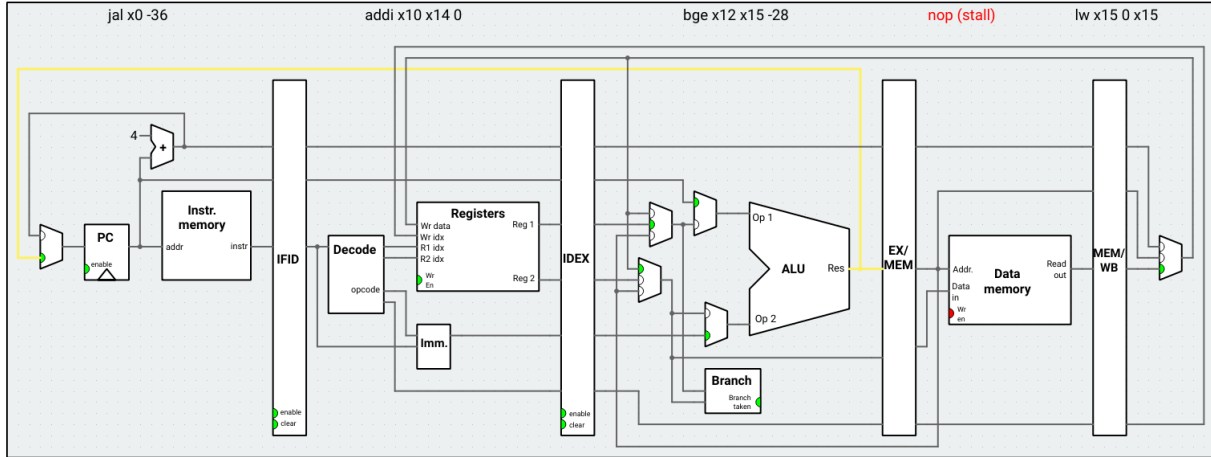 jal x0 -36
addi x10 x14 0
bge x12 x15 -28
nop (stall)
lw x15 0 x15
4
+
PC
enable
Instr.
memory
addr
instr
IFID
enable
clear
Decode
opcode
Registers
Wr data
Wr idx
R1 idx
R2 idx
Wr
En
Reg 1
Reg 2
Imm.
IDEX
enable
clear
Op 1
ALU
Res
Op 2
Branch
Branch
taken
EX/
MEM
Addr.
Data
in
Wr
en
Data
memory
Read
out
MEM/
WB